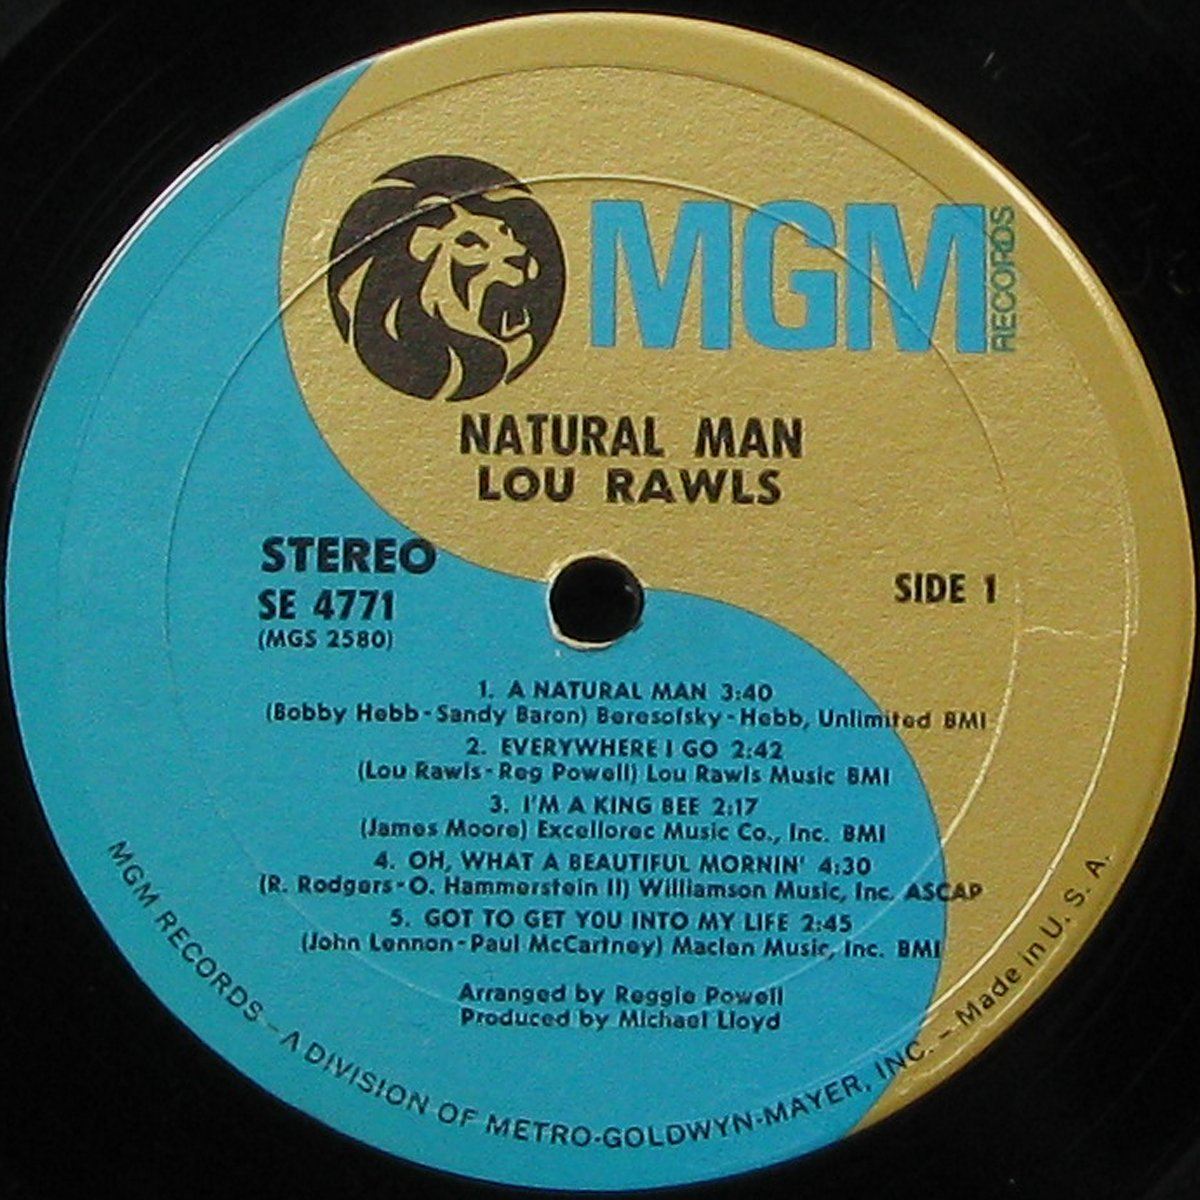 MGM RECORDS
NATURAL MAN
LOU RAWLS
STEREO
SE 4771
(MGS 2580)
SIDE 1
1. A NATURAL MAN 3:40
(Bobby Hebb-Sandy Baron) Beresofsky-Hebb, Unlimited BMI
2. EVERYWHERE I GO 2:42
(Lou Rawls-Reg Powell) Lou Rawls Music BMI
3. I'M A KING BEE 2:17
(James Moore) Excellorec Music Co., Inc. BMI
4. OH, WHAT A BEAUTIFUL MORNIN' 4:30
(R. Rodgers-O. Hammerstein II) Williamson Music, Inc. ASCAP
5. GOT TO GET YOU INTO MY LIFE 2:45
(John Lennon-Paul McCartney) Maclen Music, Inc. BMI
Arranged by Reggie Powell
Produced by Michael Lloyd
MGM RECORDS – A DIVISION OF METRO-GOLDWYN-MAYER, INC. – Made in U. S. A.